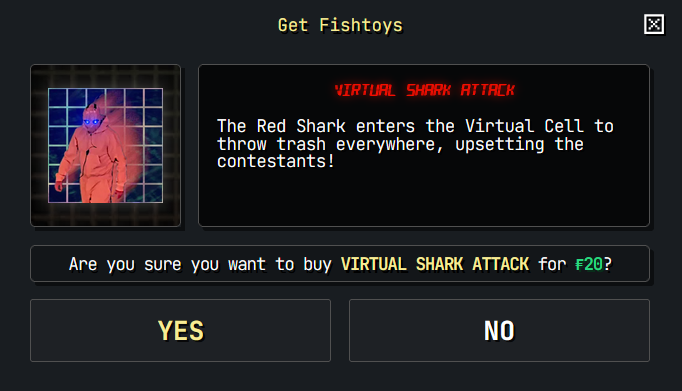 Get Fishtoys
VIRTUAL SHARK ATTACK
The Red Shark enters the Virtual Cell to
throw trash everywhere, upsetting the
contestants!
Are you sure you want to buy VIRTUAL SHARK ATTACK for ₣20?
YES
NO